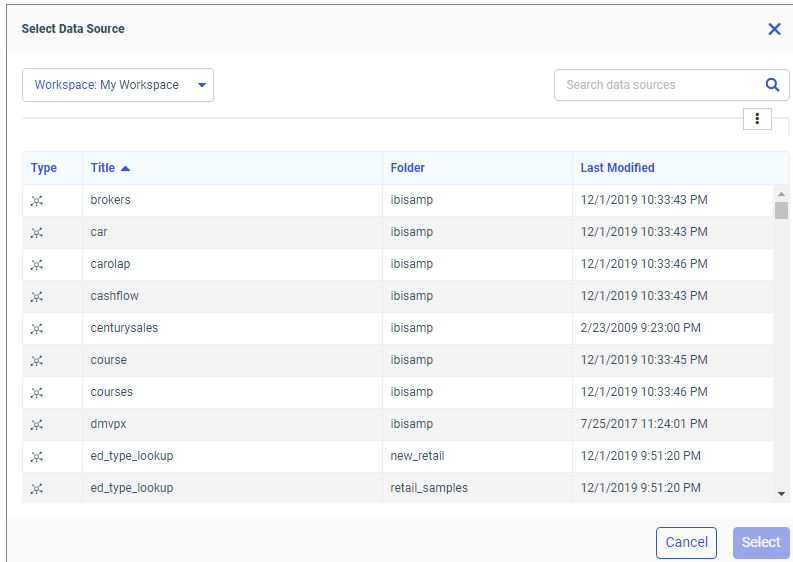 Select Data Source
Workspace: My Workspace
Search data sources
Type Title Folder Last Modified
brokers ibisamp 12/1/2019 10:33:43 PM
car ibisamp 12/1/2019 10:33:43 PM
carolap ibisamp 12/1/2019 10:33:46 PM
cashflow ibisamp 12/1/2019 10:33:43 PM
centurysales ibisamp 2/23/2009 9:23:00 PM
course ibisamp 12/1/2019 10:33:45 PM
courses ibisamp 12/1/2019 10:33:46 PM
dmvpx ibisamp 7/25/2017 11:24:01 PM
ed_type_lookup new_retail 12/1/2019 9:51:20 PM
ed_type_lookup retail_samples 12/1/2019 9:51:20 PM
Cancel Select